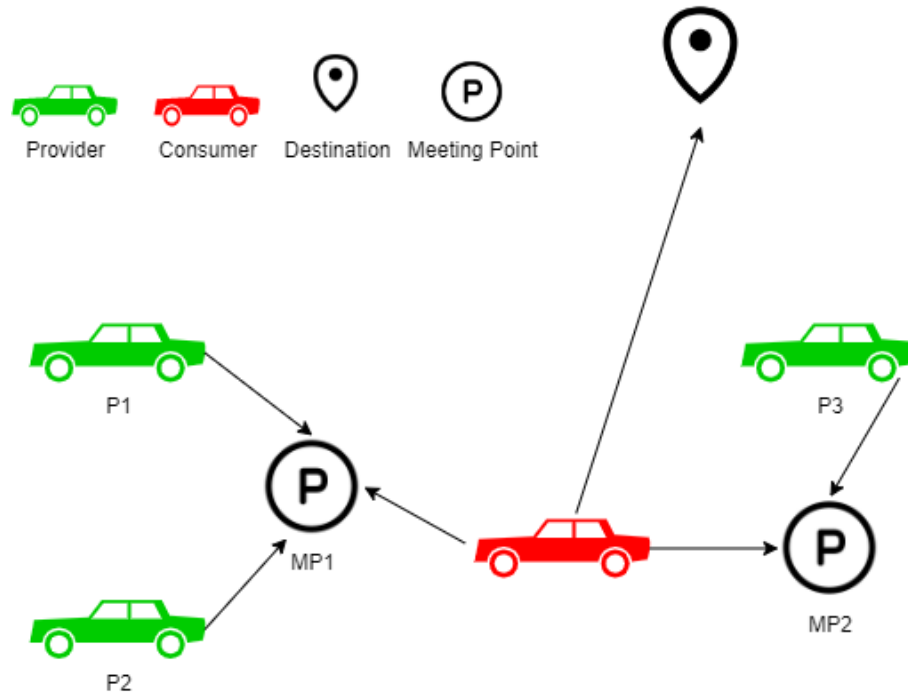 P
Provider
Consumer
Destination
Meeting Point
P1
P3
P
MP1
P
MP2
P2